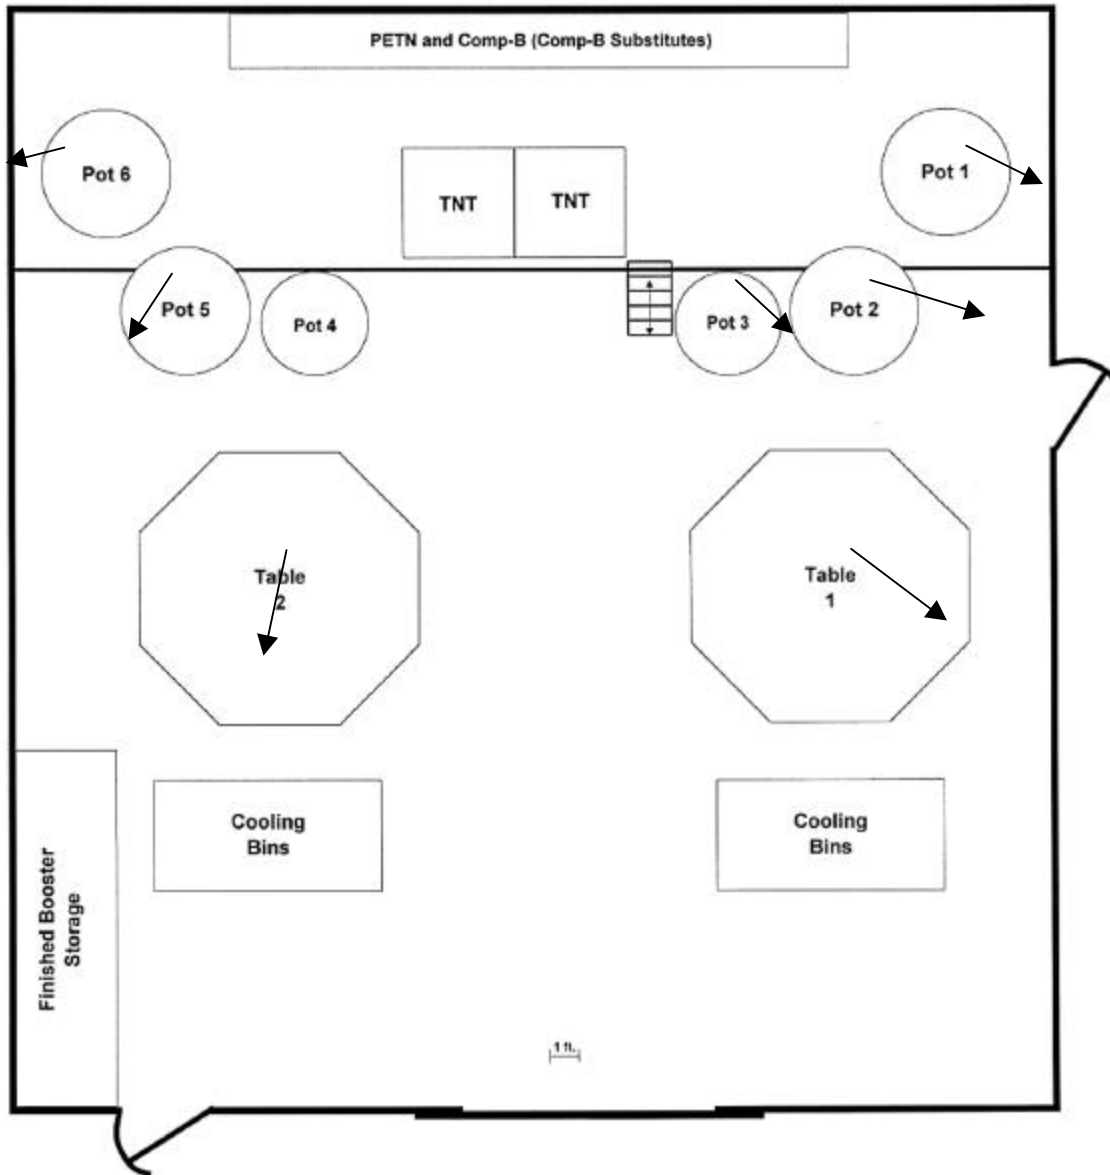 PETN and Comp-B (Comp-B Substitutes)
Pot 6
TNT
TNT
Pot 1
Pot 5
Pot 4
Pot 3
Pot 2
Table
2
Table
1
Cooling
Bins
Cooling
Bins
Finished Booster
Storage
1 ft.